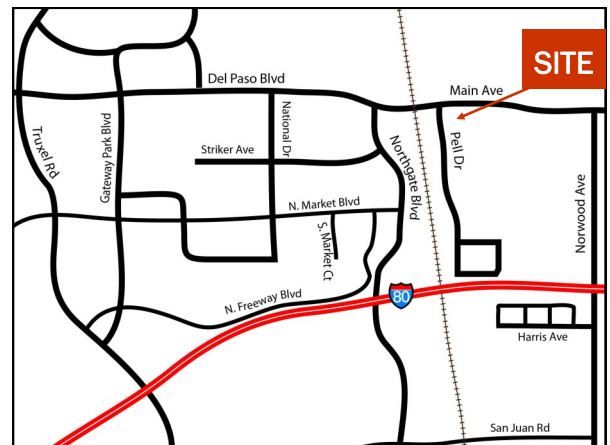 SITE
Del Paso Blvd
Main Ave
Truxel Rd
Gateway Park Blvd
National Dr
Northgate Blvd
Pell Dr
Striker Ave
Norwood Ave
N. Market Blvd
S. Market Ct
N. Freeway Blvd
80
Harris Ave
San Juan Rd